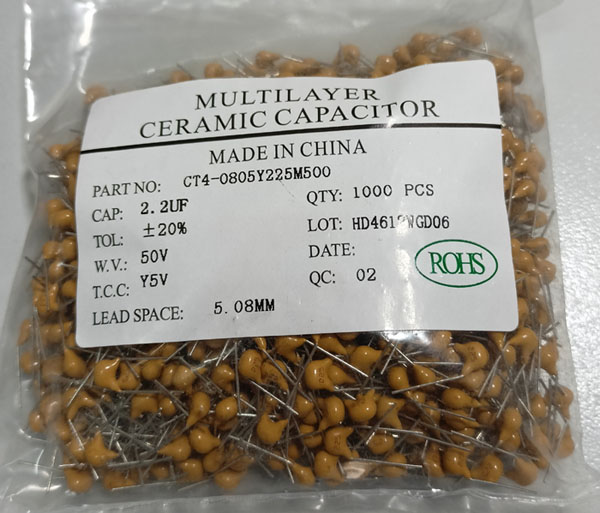 MULTILAYER
CERAMIC CAPACITOR
MADE IN CHINA
PART NO: CT4-0805Y225M500
CAP: 2.2UF
QTY: 1000 PCS
TOL: ±20%
LOT:
W.V.: 50V
DATE:
T.C.C: Y5V
QC: 02
LEAD SPACE: 5.08MM
ROHS